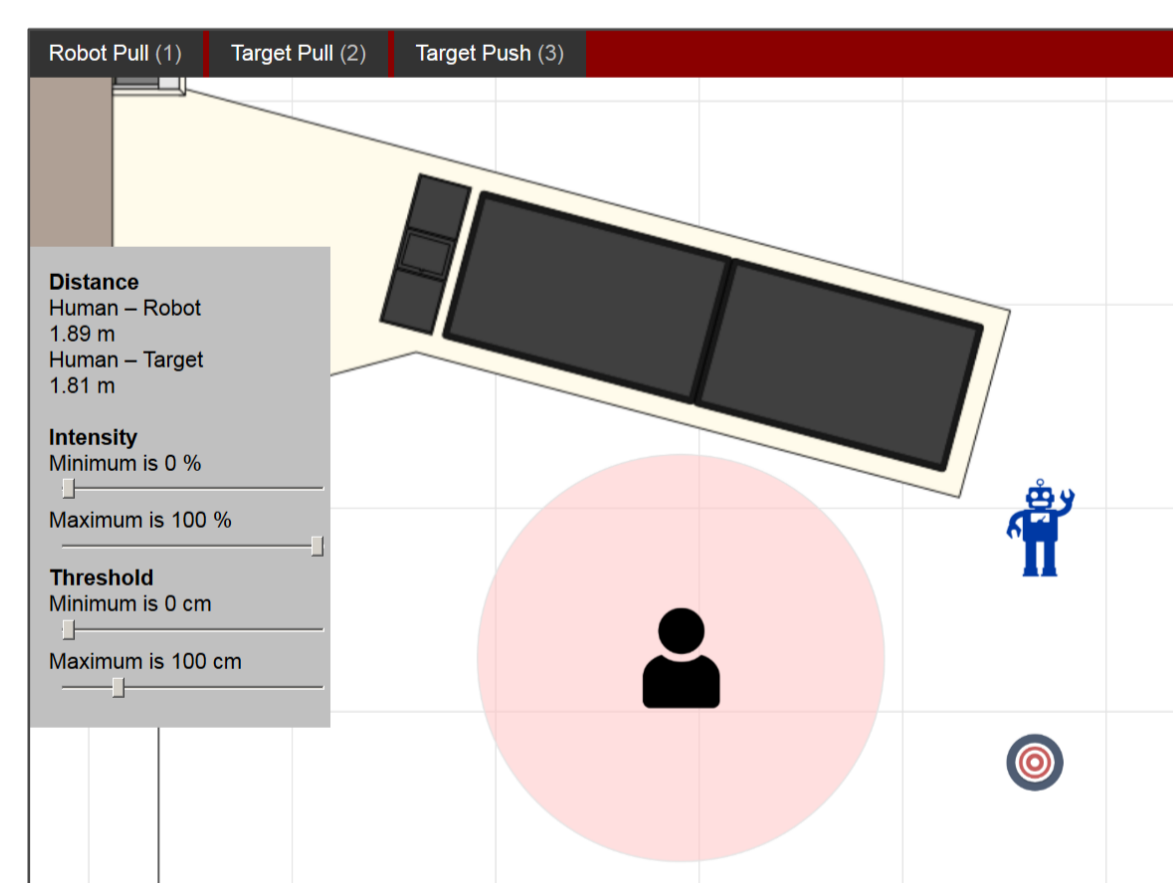 Robot Pull (1) Target Pull (2) Target Push (3)
Distance
Human – Robot
1.89 m
Human – Target
1.81 m
Intensity
Minimum is 0 %
Maximum is 100 %
Threshold
Minimum is 0 cm
Maximum is 100 cm